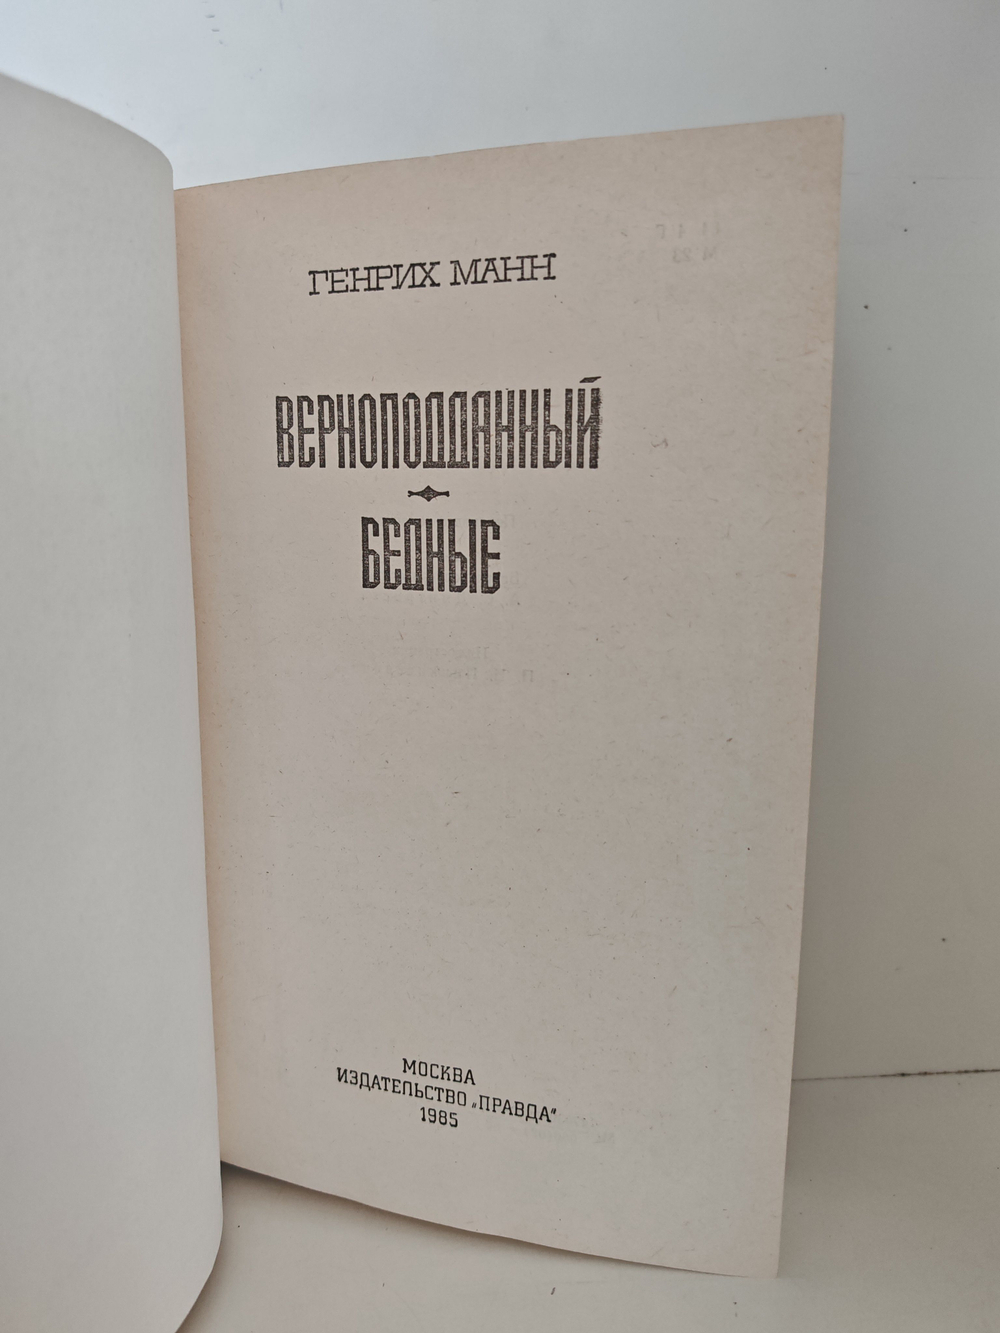 ГЕНРИХ МАНН
ВЕРНОПОДДАННЫЙ
БЕДНЫЕ
МОСКВА
ИЗДАТЕЛЬСТВО „ПРАВДА“
1985